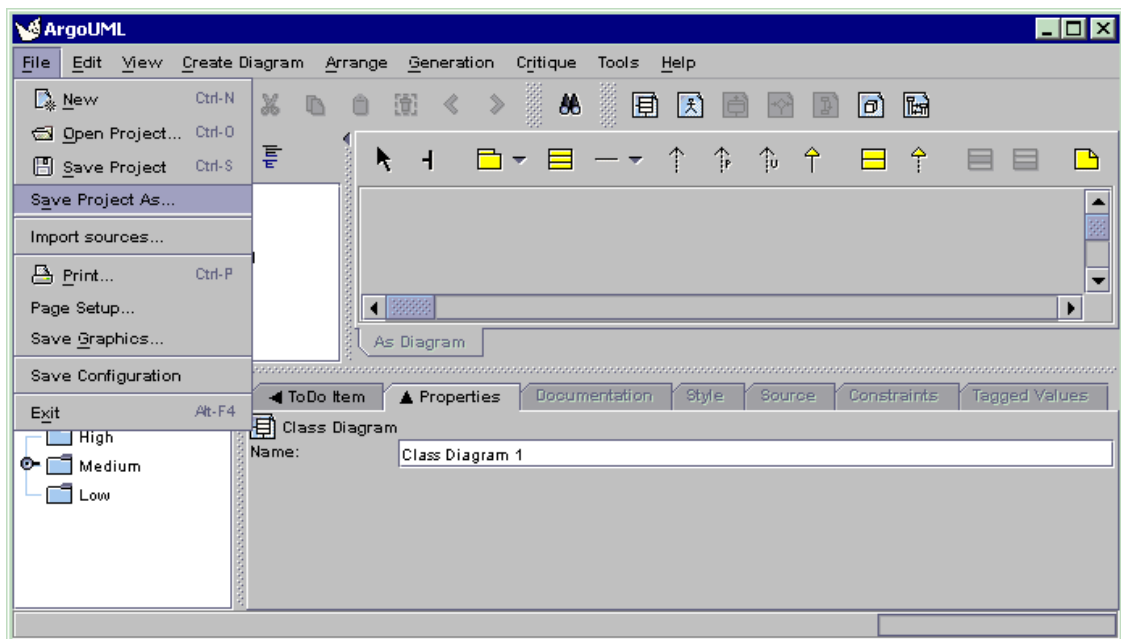 ArgoUML
File Edit View Create Diagram Arrange Generation Critique Tools Help
New Ctrl-N
Open Project... Ctrl-O
Save Project Ctrl-S
Save Project As...
Import sources...
Print... Ctrl-P
Page Setup...
Save Graphics...
Save Configuration
Exit Alt-F4
As Diagram
ToDo Item Properties Documentation Style Source Constraints Tagged Values
Class Diagram
Name: Class Diagram 1
High
Medium
Low